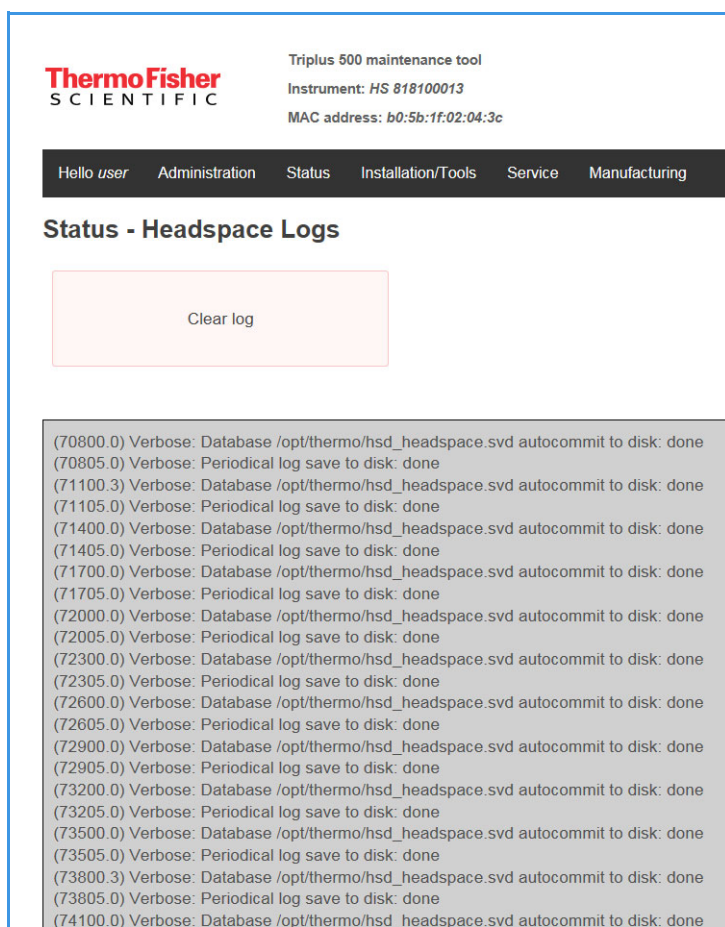 Triplus 500 maintenance tool
ThermoFisher
SCIENTIFIC
Instrument: HS 818100013
MAC address: b0:5b:1f:02:04:3c
Hello user Administration Status Installation/Tools Service Manufacturing
Status - Headspace Logs
Clear log
(70800.0) Verbose: Database /opt/thermo/hsd_headspace.svd autocommit to disk: done
(70805.0) Verbose: Periodical log save to disk: done
(71100.3) Verbose: Database /opt/thermo/hsd_headspace.svd autocommit to disk: done
(71105.0) Verbose: Periodical log save to disk: done
(71400.0) Verbose: Database /opt/thermo/hsd_headspace.svd autocommit to disk: done
(71405.0) Verbose: Periodical log save to disk: done
(71700.0) Verbose: Database /opt/thermo/hsd_headspace.svd autocommit to disk: done
(71705.0) Verbose: Periodical log save to disk: done
(72000.0) Verbose: Database /opt/thermo/hsd_headspace.svd autocommit to disk: done
(72005.0) Verbose: Periodical log save to disk: done
(72300.0) Verbose: Database /opt/thermo/hsd_headspace.svd autocommit to disk: done
(72305.0) Verbose: Periodical log save to disk: done
(72600.0) Verbose: Database /opt/thermo/hsd_headspace.svd autocommit to disk: done
(72605.0) Verbose: Periodical log save to disk: done
(72900.0) Verbose: Database /opt/thermo/hsd_headspace.svd autocommit to disk: done
(72905.0) Verbose: Periodical log save to disk: done
(73200.0) Verbose: Database /opt/thermo/hsd_headspace.svd autocommit to disk: done
(73205.0) Verbose: Periodical log save to disk: done
(73500.0) Verbose: Database /opt/thermo/hsd_headspace.svd autocommit to disk: done
(73505.0) Verbose: Periodical log save to disk: done
(73800.3) Verbose: Database /opt/thermo/hsd_headspace.svd autocommit to disk: done
(73805.0) Verbose: Periodical log save to disk: done
(74100.0) Verbose: Database /opt/thermo/hsd_headspace.svd autocommit to disk: done